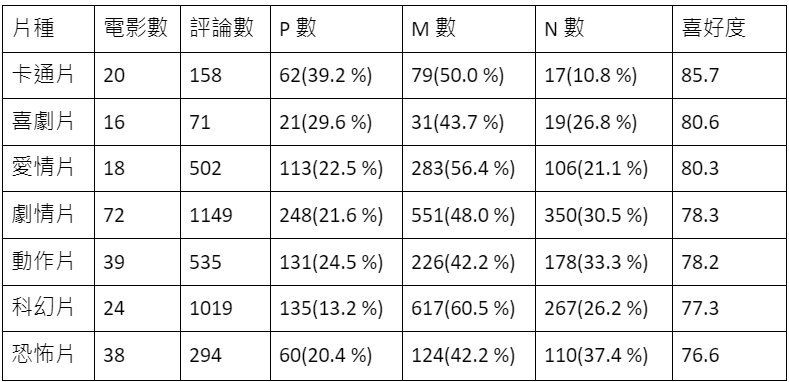 片種 電影數 評論數 P 數 M 數 N 數 喜好度
卡通片 20 158 62(39.2 %) 79(50.0 %) 17(10.8 %) 85.7
喜劇片 16 71 21(29.6 %) 31(43.7 %) 19(26.8 %) 80.6
愛情片 18 502 113(22.5 %) 283(56.4 %) 106(21.1 %) 80.3
劇情片 72 1149 248(21.6 %) 551(48.0 %) 350(30.5 %) 78.3
動作片 39 535 131(24.5 %) 226(42.2 %) 178(33.3 %) 78.2
科幻片 24 1019 135(13.2 %) 617(60.5 %) 267(26.2 %) 77.3
恐怖片 38 294 60(20.4 %) 124(42.2 %) 110(37.4 %) 76.6